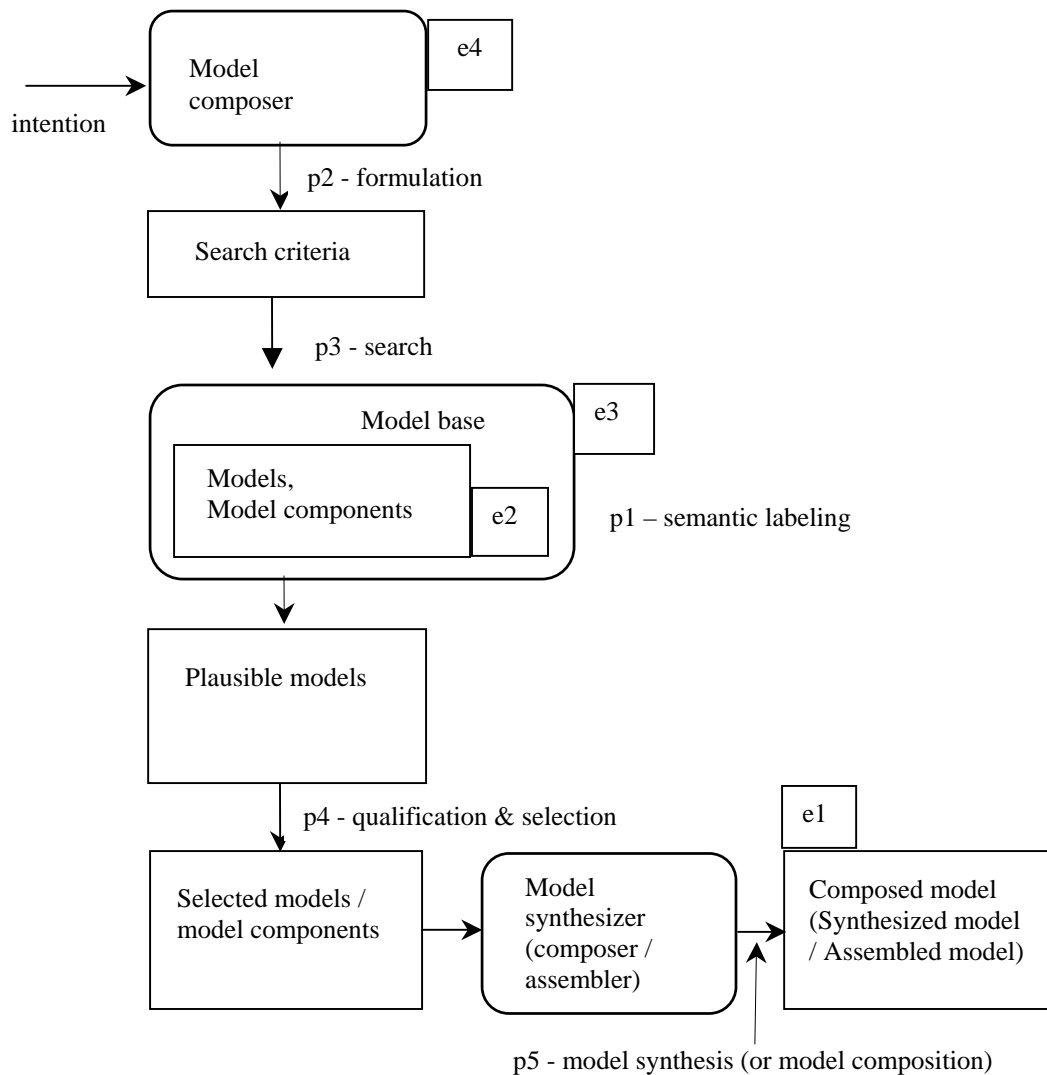 e4
Model
composer
intention
p2 - formulation
Search criteria
p3 - search
e3
Model base
Models,
Model components
e2
p1 – semantic labeling
Plausible models
p4 - qualification & selection
e1
Selected models /
model components
Model
synthesizer
(composer /
assembler)
Composed model
(Synthesized model
/ Assembled model)
p5 - model synthesis (or model composition)